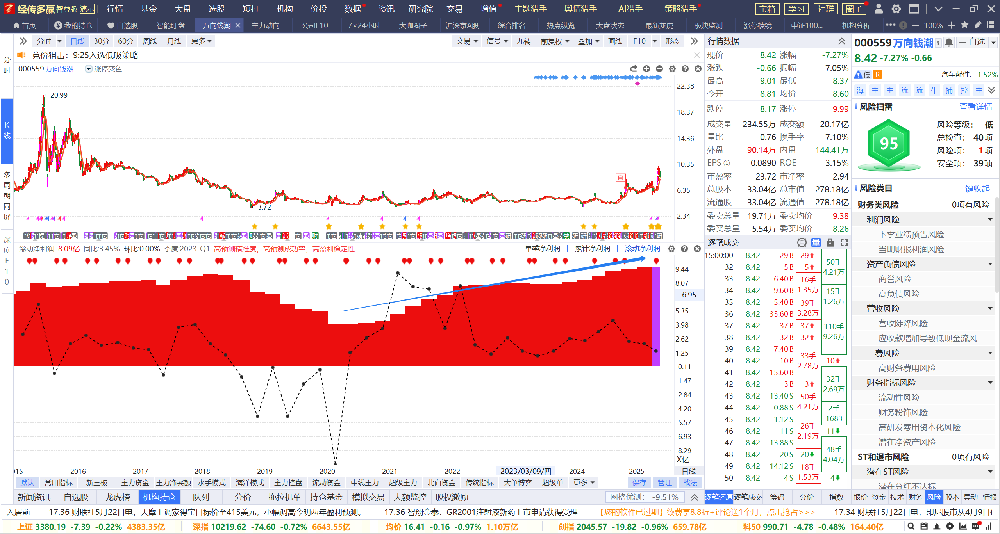 经传多赢 智尊版 演示 行情 基金 大盘 选股 短打 机构 价投 数据 资讯 研究院 交易 增值 主题猎手 舆情猎手 AI猎手 策略猎手 宝箱 学习 社群 圈子
首页 我的持仓 自选股 智能盯盘 万向钱潮 主力动向 公司F10 7×24小时 大咖圈子 沪深京A股 综合排名 热点纵览 大盘状态 最新龙虎 板块监测 涨停棱镜 中证100... 机构分析 100%
分时 日线 30分 60分 周线 月线 更多 交易 信号 九转 前复权 叠加 画线 F10 形态
竞价狙击：9:25入选低吸策略
000559 万向钱潮 涨停变色
分时
K线
多周期同屏
深度F10
20.99
3.72
自
22.38
18.37
14.36
10.35
6.35
2.34
滚动净利润 8.09亿 同比:3.45% 环比:0.00% 季度:2023-Q1 高预测精准度，高预测成功率，高盈利稳定性 单季净利润 累计净利润 滚动净利润
9.44
8.07
6.95
5.35
3.98
2.62
1.25
-0.11
-1.47
-2.84
-4.20
-5.57
-6.93
-8.29
X亿
2016 2017 2018 2019 2020 2021 2022 2023/03/09/四 2024 2025 日线
默认 常用指标 新三板 主力资金 主力净买额 水手模式 海洋模式 主力控盘 流动资金 中线主力 超级主力 北向资金 传统指标 大单博弈 超级单 更多 保存 管理 战法
新闻资讯 自选股 龙虎榜 机构持仓 队列 分价 拖拉机单 持仓基金 模拟交易 大额监控 股权激励 网格优测： -9.51%
行情数据
现价 8.42 涨幅 -7.27%
涨跌 -0.66 振幅 7.05%
最高 9.01 最低 8.37
今开 8.81 均价 8.60
跌停 8.17 涨停 9.99
成交量 234.55万 成交额 20.17亿
量比 0.76 换手率 7.10%
外盘 90.14万 内盘 144.41万
EPS① 0.0890 ROE 3.15%
市盈率 23.72 市净率 2.94
总股本 33.04亿 总市值 278.18亿
流通股 33.04亿 流通值 278.18亿
委卖总量 19.71万 委卖均价 9.38
委买总量 5.54万 委买均价 8.26
逐笔成交 单 量
15:00:00 8.42 29 B 29
32 8.42 5 B 5
33 8.42 6.40 B
34 8.42 9.60 B
35 8.42 5.40 B
36 8.42 33.60 B
37 8.42 37 B 37
38 8.42 32 B 32
39 8.42 7.40 B
40 8.42 10 B 10
41 8.42 15.60 B
42 8.42 3 B 3
43 8.42 13.40 S
44 8.42 0.88 S
45 8.42 1.12 S
46 8.42 11 S 11
47 8.42 13.88 S
48 8.42 20 S 20
49 8.42 14.12 S
50 8.42 4 S 4
16手
1.35万
39手
3.28万
33手
2.78万
50手
4.21万
26手
2.19万
18手
1.53万
50手
4.21万
15手
1.26万
110手
9.26万
32手
2.69万
2手
1683
48手
4.04万
逐笔还原 逐笔成交 筹码 分价 指数
000559 万向钱潮 自选
8.42 -7.27% -0.66
低 R 汽车配件: -1.52%
海 主 主 流 流 牛 捕 控 主
风险扫雷 查看详情
95
风险等级： 低
总检查： 40项
风险项： 1项
安全项： 39项
风险类目 一键收起
财务类风险 0项有风险
利润风险
下季业绩预告风险
当期财报利润风险
资产负债风险
商誉风险
高负债风险
营收风险
营收陡降风险
应收款增加导致低现金流风
三费风险
高财务费用风险
财务指标风险
流动性风险
财务粉饰风险
高研发费用资本化风险
潜在净资产风险
ST和退市风险 0项有风险
潜在ST风险
潜在分红不达标
报价 资金 技术 财务 风险 股本 异动 情报
入居前 17:36 财联社5月22日电，大摩上调家得宝目标价至415美元，小幅调高今明两年盈利预测。 17:36 智翔金泰：GR2001注射液新药上市申请获得受理 【您的软件已过期】续费享8.8折+评论送1个月，点击抢占>>> 17:34 财联社5月22日电，印尼股市从4月9日
上证 3380.19 -7.39 -0.22% 4383.35亿 深指 10219.62 -74.60 -0.72% 6643.55亿 均价 16.41 -0.16 -0.97% 1.10万亿 创指 2045.57 -19.82 -0.96% 659.78亿 科50 990.71 -4.78 -0.48% 164.40亿